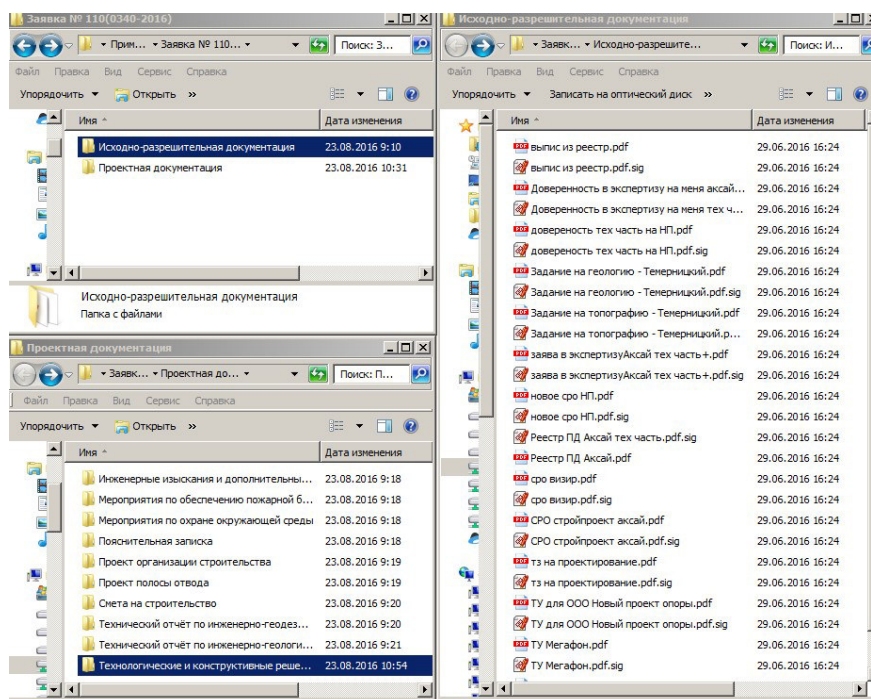 Заявка № 110(0340-2016)
Прим... Заявка № 110...
Поиск: З...
Файл Правка Вид Сервис Справка
Упорядочить Открыть »
Имя Дата изменения
Исходно-разрешительная документация 23.08.2016 9:10
Проектная документация 23.08.2016 10:31
Исходно-разрешительная документация
Папка с файлами
Проектная документация
Заявк... Проектная до...
Поиск: П...
Файл Правка Вид Сервис Справка
Упорядочить Открыть »
Имя Дата изменения
Инженерные изыскания и дополнительны... 23.08.2016 9:18
Мероприятия по обеспечению пожарной б... 23.08.2016 9:18
Мероприятия по охране окружающей среды 23.08.2016 9:18
Пояснительная записка 23.08.2016 9:18
Проект организации строительства 23.08.2016 9:19
Проект полосы отвода 23.08.2016 9:19
Смета на строительство 23.08.2016 9:20
Технический отчёт по инженерно-геодез... 23.08.2016 9:20
Технический отчёт по инженерно-геологи... 23.08.2016 9:21
Технологические и конструктивные реше... 23.08.2016 10:54
Исходно-разрешительная документация
Заявк... Исходно-разрешите...
Поиск: И...
Файл Правка Вид Сервис Справка
Упорядочить Записать на оптический диск »
Имя Дата изменения
выпис из реестр.pdf 29.06.2016 16:24
выпис из реестр.pdf.sig 29.06.2016 16:24
Доверенность в экспертизу на меня аксай... 29.06.2016 16:24
Доверенность в экспертизу на меня тех ч... 29.06.2016 16:24
довереность тех часть на НП.pdf 29.06.2016 16:24
довереность тех часть на НП.pdf.sig 29.06.2016 16:24
Задание на геологию - Темерницкий.pdf 29.06.2016 16:24
Задание на геологию - Темерницкий.pdf.sig 29.06.2016 16:24
Задание на топографию - Темерницкий.pdf 29.06.2016 16:24
Задание на топографию - Темерницкий.p... 29.06.2016 16:24
заява в экспертизуАксай тех часть+.pdf 29.06.2016 16:24
заява в экспертизуАксай тех часть+.pdf.sig 29.06.2016 16:24
новое сро НП.pdf 29.06.2016 16:24
новое сро НП.pdf.sig 29.06.2016 16:24
Реестр ПД Аксай тех часть.pdf.sig 29.06.2016 16:24
Реестр ПД Аксай.pdf 29.06.2016 16:24
сро визир.pdf 29.06.2016 16:24
сро визир.pdf.sig 29.06.2016 16:24
СРО стройпроект аксай.pdf 29.06.2016 16:24
СРО стройпроект аксай.pdf.sig 29.06.2016 16:24
тз на проектирование.pdf 29.06.2016 16:24
тз на проектирование.pdf.sig 29.06.2016 16:24
ТУ для ООО Новый проект опоры.pdf 29.06.2016 16:24
ТУ для ООО Новый проект опоры.pdf.sig 29.06.2016 16:24
ТУ Мегафон.pdf 29.06.2016 16:24
ТУ Мегафон.pdf.sig 29.06.2016 16:24